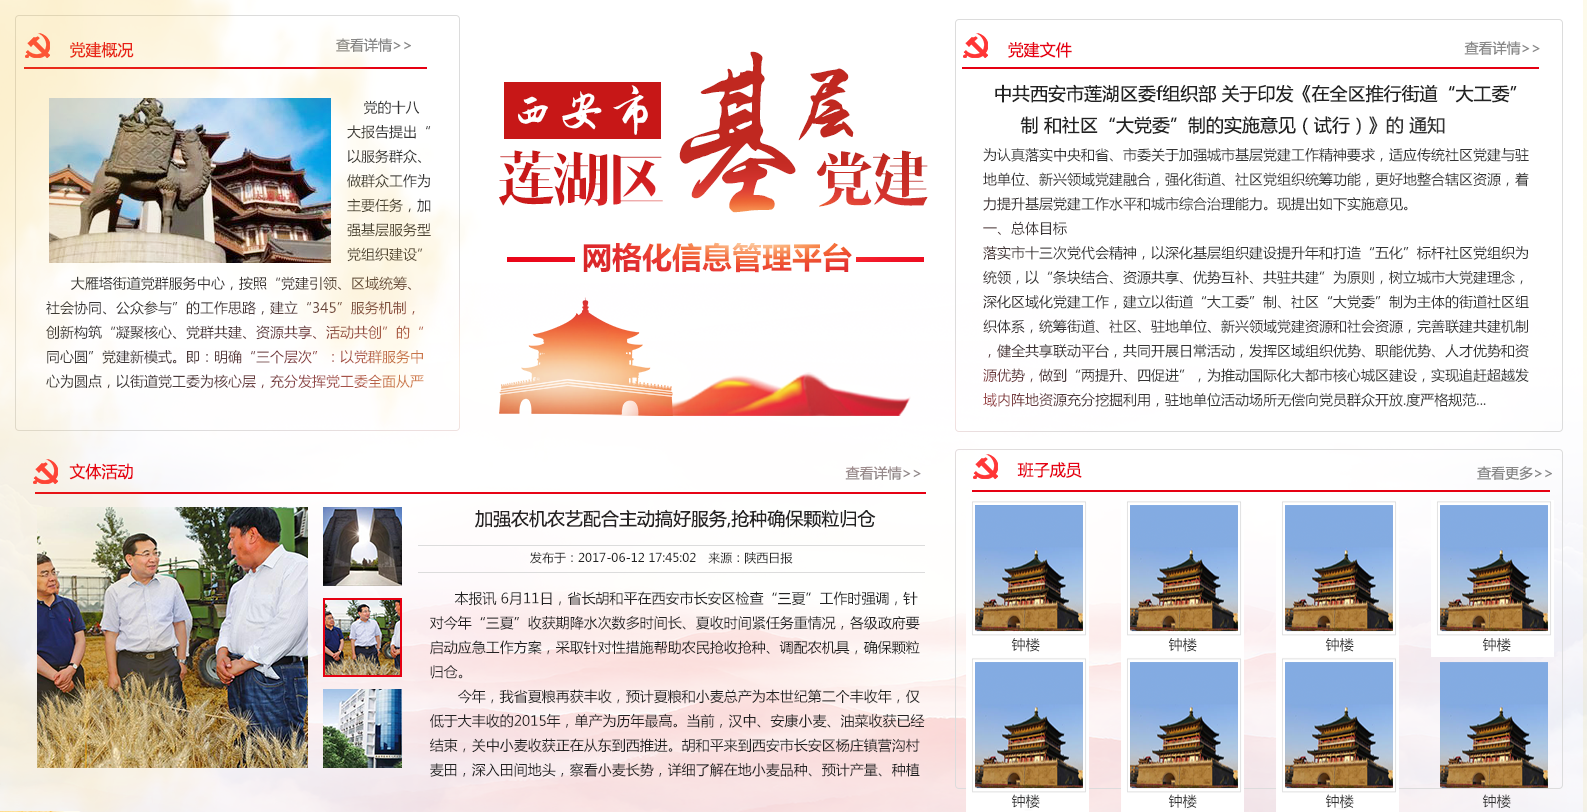 党建概况
查看详情>>
党的十八
大报告提出“
以服务群众、
做群众工作为
主要任务，加
强基层服务型
党组织建设”
大雁塔街道党群服务中心，按照“党建引领、区域统筹、
社会协同、公众参与”的工作思路，建立“345”服务机制，
创新构筑“凝聚核心、党群共建、资源共享、活动共创”的“
同心圆”党建新模式。即：明确“三个层次”：以党群服务中
心为圆点，以街道党工委为核心层，充分发挥党工委全面从严
西安市
基层
莲湖区
党建
网格化信息管理平台
党建文件
查看详情>>
中共西安市莲湖区委f组织部 关于印发《在全区推行街道“大工委”
制 和社区“大党委”制的实施意见（试行）》的 通知
为认真落实中央和省、市委关于加强城市基层党建工作精神要求，适应传统社区党建与驻
地单位、新兴领域党建融合，强化街道、社区党组织统筹功能，更好地整合辖区资源，着
力提升基层党建工作水平和城市综合治理能力。现提出如下实施意见。
一、总体目标
落实市十三次党代会精神，以深化基层组织建设提升年和打造“五化”标杆社区党组织为
统领，以“条块结合、资源共享、优势互补、共驻共建”为原则，树立城市大党建理念，
深化区域化党建工作，建立以街道“大工委”制、社区“大党委”制为主体的街道社区组
织体系，统筹街道、社区、驻地单位、新兴领域党建资源和社会资源，完善联建共建机制
，健全共享联动平台，共同开展日常活动，发挥区域组织优势、职能优势、人才优势和资
源优势，做到“两提升、四促进”，为推动国际化大都市核心城区建设，实现追赶超越发
域内阵地资源充分挖掘利用，驻地单位活动场所无偿向党员群众开放.度严格规范...
文体活动
查看详情>>
加强农机农艺配合主动搞好服务,抢种确保颗粒归仓
发布于：2017-06-12 17:45:02 来源：陕西日报
本报讯 6月11日，省长胡和平在西安市长安区检查“三夏”工作时强调，针
对今年“三夏”收获期降水次数多时间长、夏收时间紧任务重情况，各级政府要
启动应急工作方案，采取针对性措施帮助农民抢收抢种、调配农机具，确保颗粒
归仓。
今年，我省夏粮再获丰收，预计夏粮和小麦总产为本世纪第二个丰收年，仅
低于大丰收的2015年，单产为历年最高。当前，汉中、安康小麦、油菜收获已经
结束，关中小麦收获正在从东到西推进。胡和平来到西安市长安区杨庄镇营沟村
麦田，深入田间地头，察看小麦长势，详细了解在地小麦品种、预计产量、种植
班子成员
查看更多>>
钟楼
钟楼
钟楼
钟楼
钟楼
钟楼
钟楼
钟楼